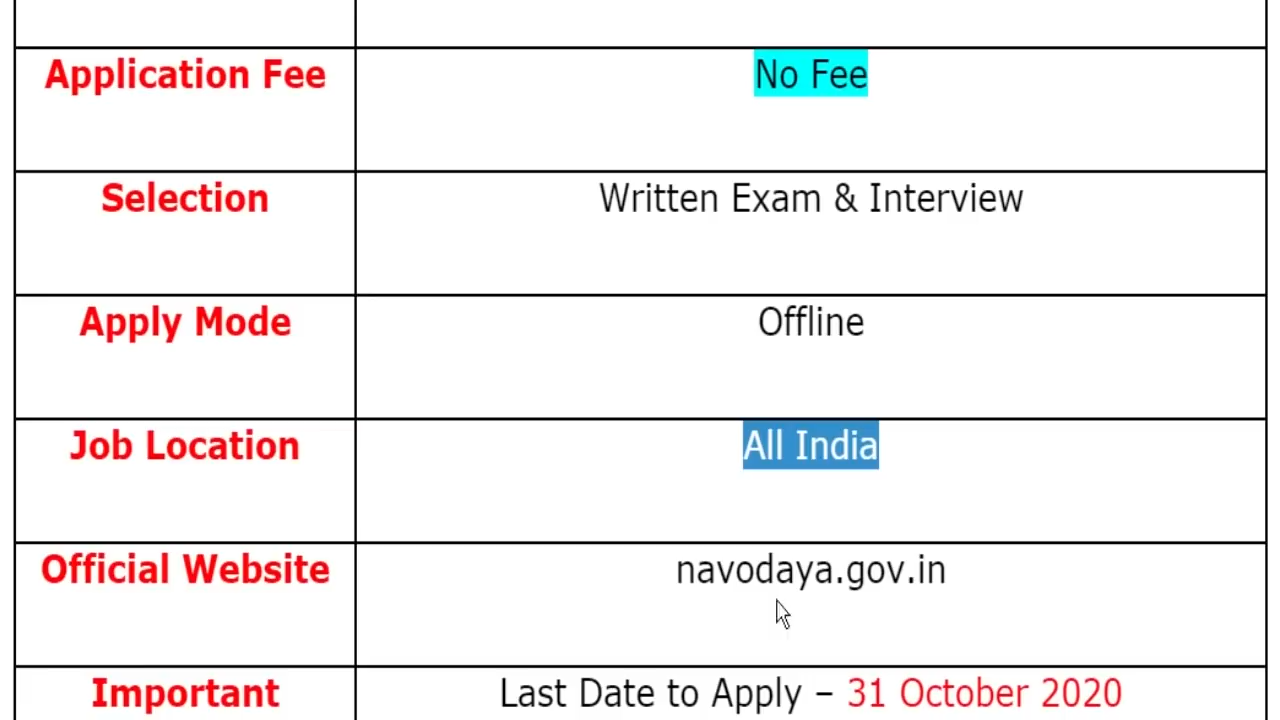 Application Fee No Fee
Selection Written Exam & Interview
Apply Mode Offline
Job Location All India
Official Website navodaya.gov.in
Important Last Date to Apply – 31 October 2020